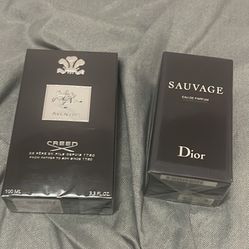 CREED
DE PÈRE EN FILS DEPUIS 1760
FROM FATHER TO SON SINCE 1760
100 ML
3.3 FL.OZ.
SAUVAGE
EAU DE PARFUM
Dior